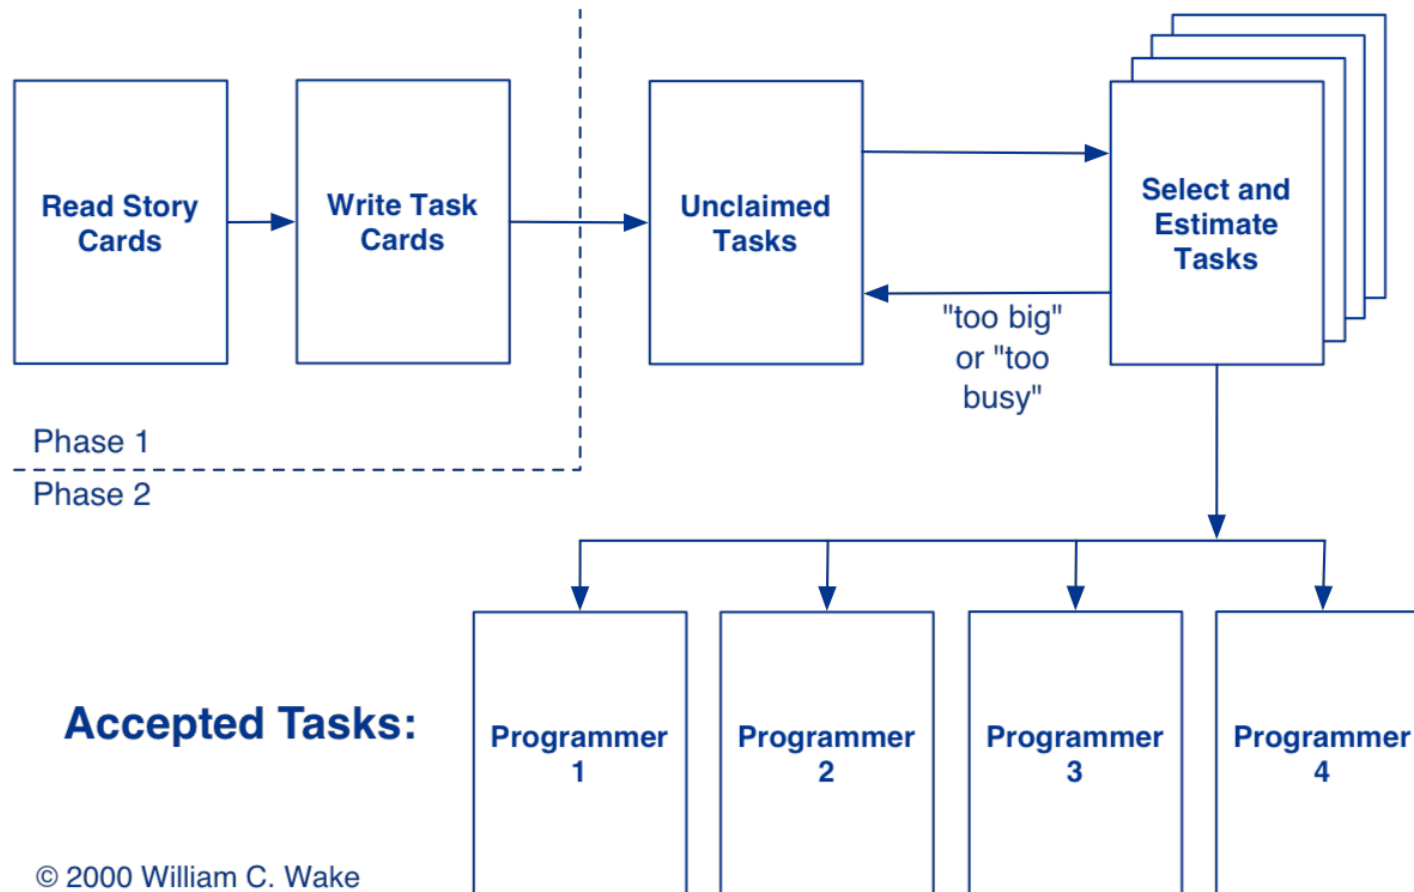 Read Story
Cards
Write Task
Cards
Unclaimed
Tasks
Select and
Estimate
Tasks
"too big"
or "too
busy"
Phase 1
Phase 2
Accepted Tasks:
Programmer
1
Programmer
2
Programmer
3
Programmer
4
© 2000 William C. Wake